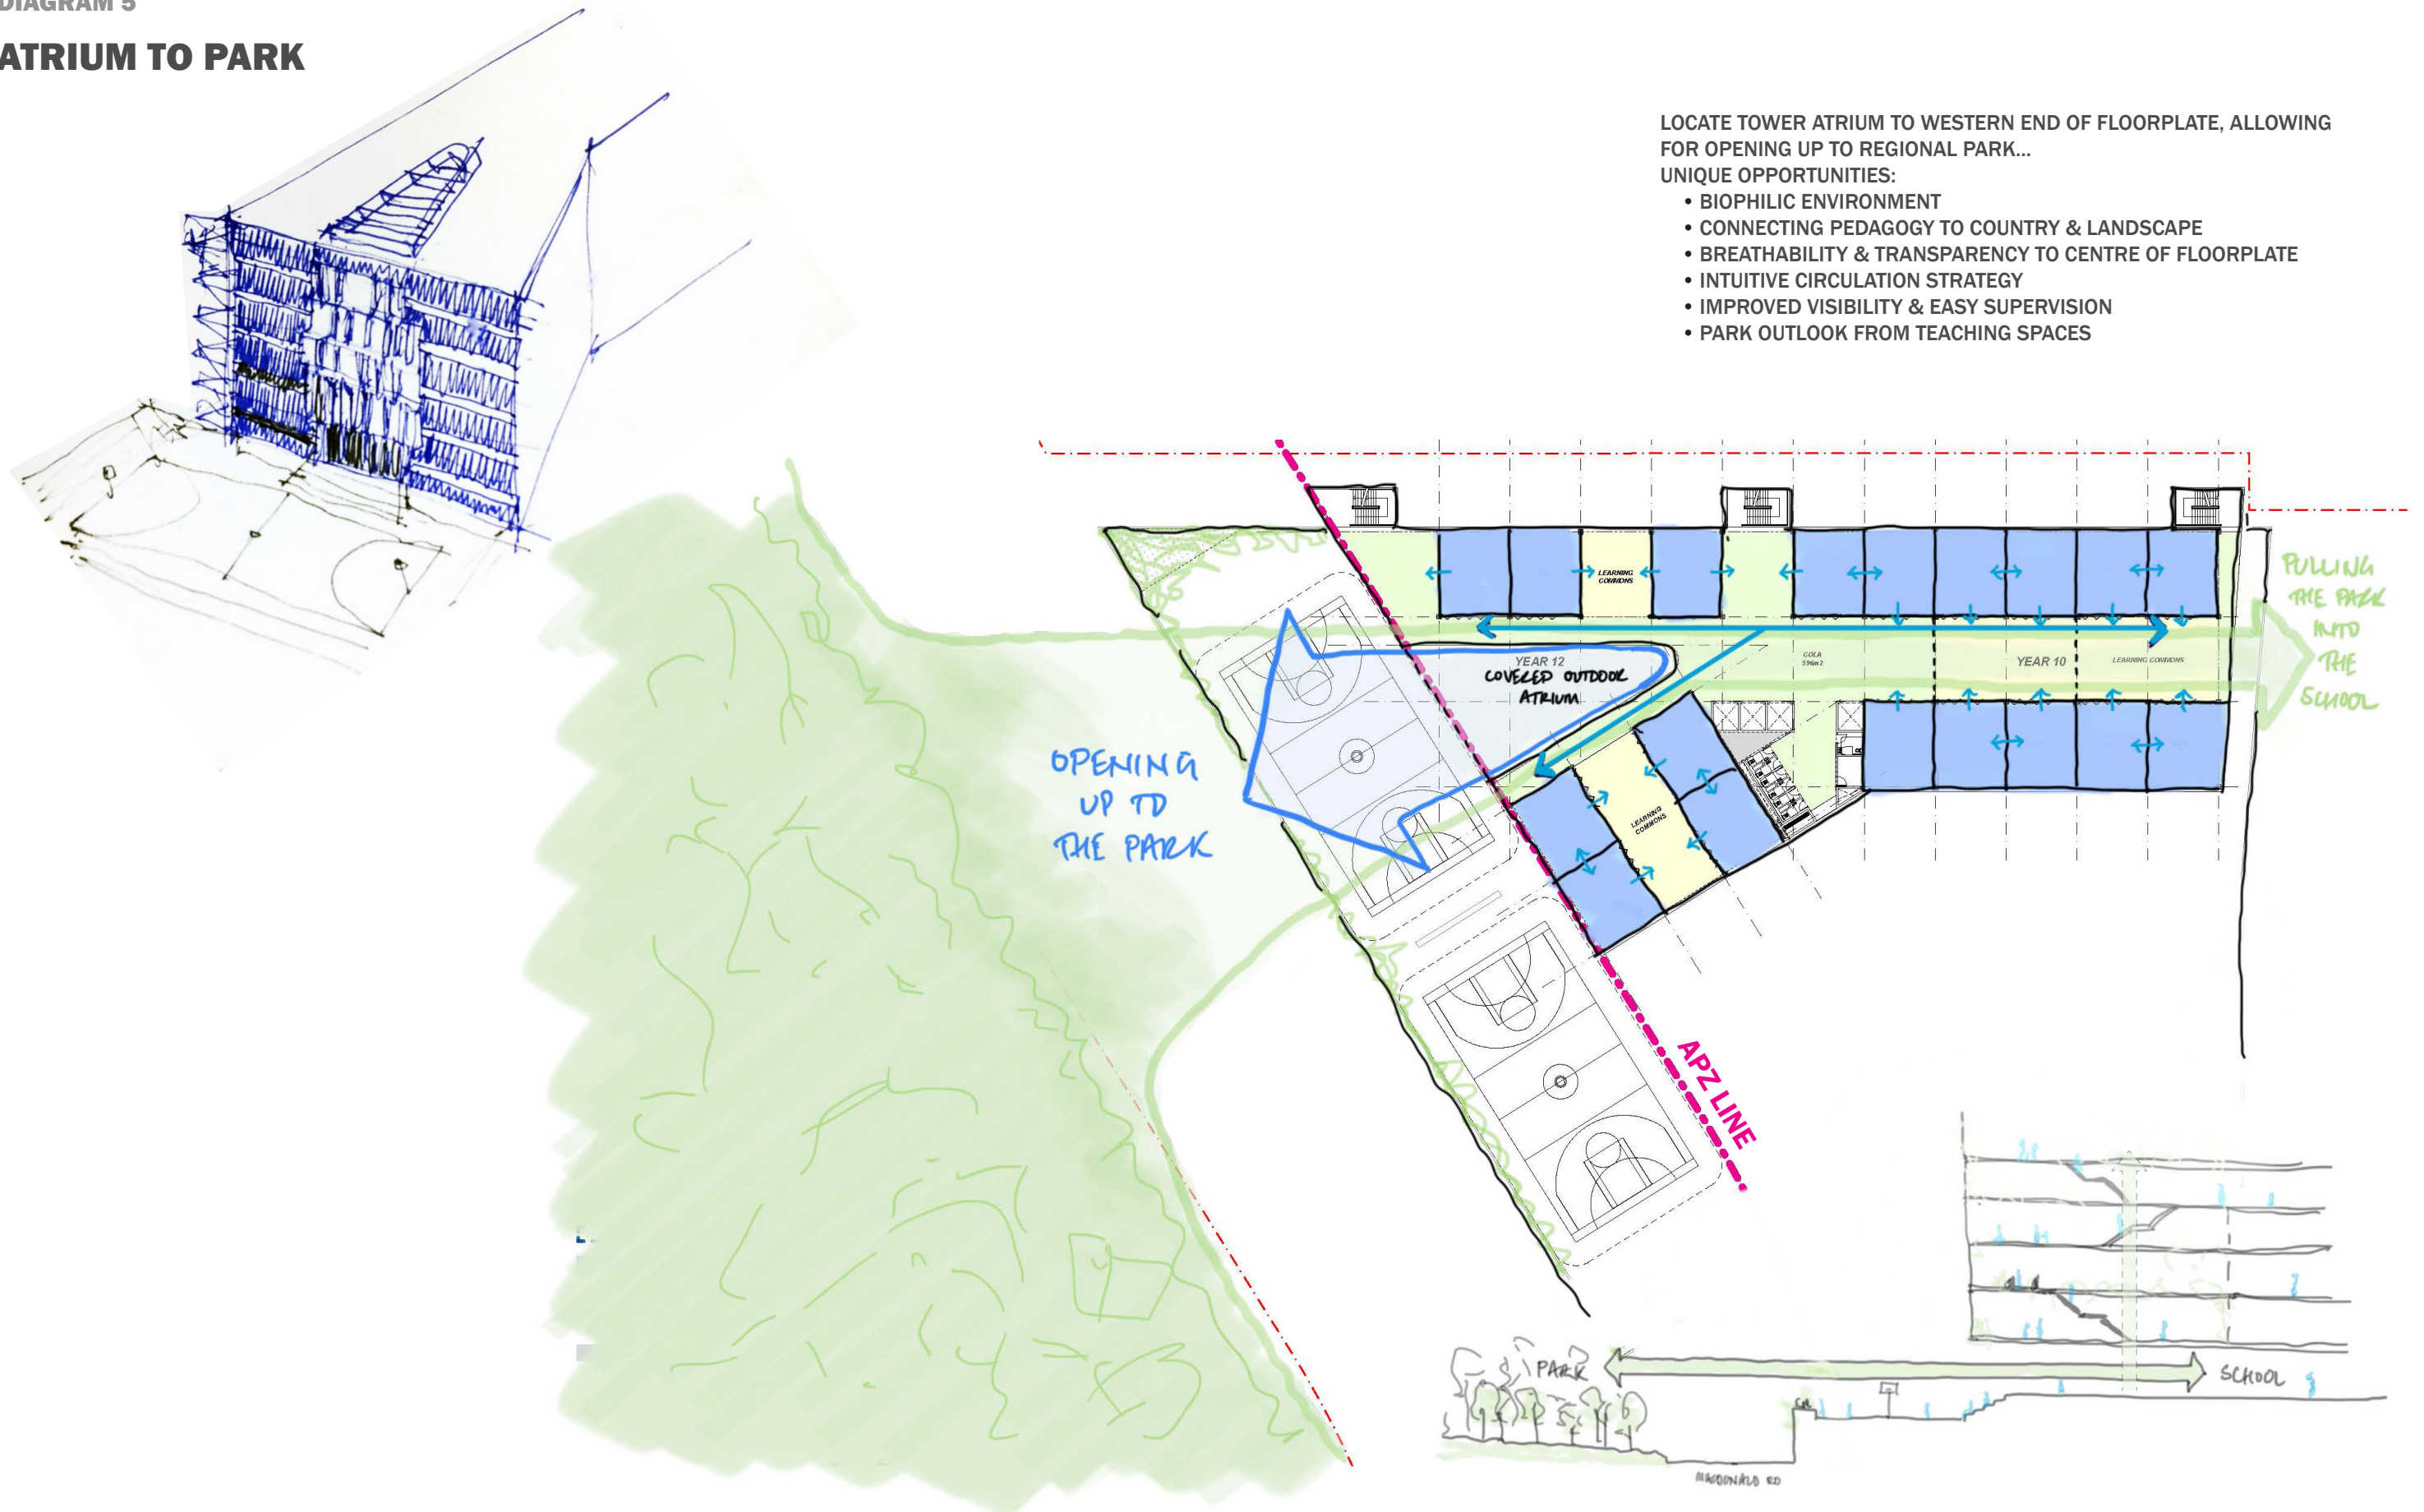 DIAGRAM 5
ATRIUM TO PARK
LOCATE TOWER ATRIUM TO WESTERN END OF FLOORPLATE, ALLOWING
FOR OPENING UP TO REGIONAL PARK...
UNIQUE OPPORTUNITIES:
• BIOPHILIC ENVIRONMENT
• CONNECTING PEDAGOGY TO COUNTRY & LANDSCAPE
• BREATHABILITY & TRANSPARENCY TO CENTRE OF FLOORPLATE
• INTUITIVE CIRCULATION STRATEGY
• IMPROVED VISIBILITY & EASY SUPERVISION
• PARK OUTLOOK FROM TEACHING SPACES
LEARNING
COMMONS
PULLING
THE PARK
INTO
THE
SCHOOL
YEAR 12
COVERED OUTDOOR
ATRIUM
COLA
596m2
YEAR 10
LEARNING COMMONS
OPENING
UP TO
THE PARK
LEARNING
COMMONS
APZ LINE
PARK
SCHOOL
MACDONALD RD